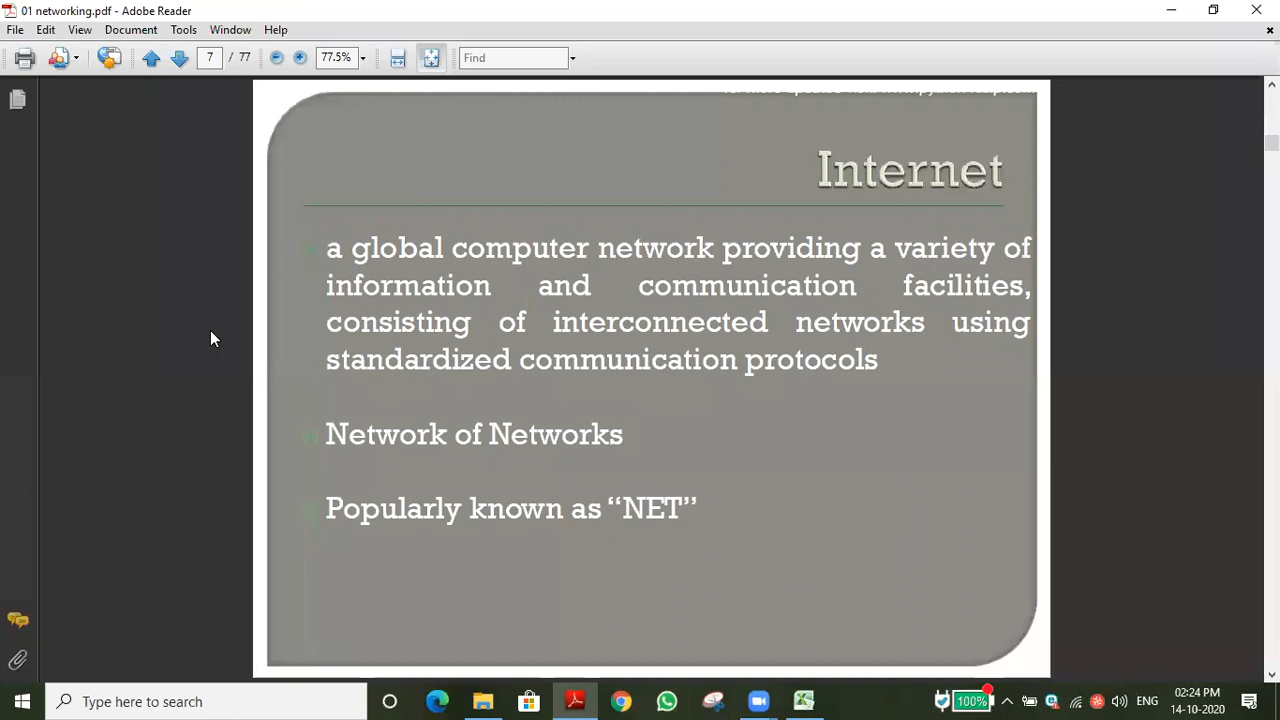 01 networking.pdf - Adobe Reader
File Edit View Document Tools Window Help
7 / 77 77.5% Find
Internet
a global computer network providing a variety of
information and communication facilities,
consisting of interconnected networks using
standardized communication protocols
Network of Networks
Popularly known as “NET”
Type here to search
100%
ENG
02:24 PM
14-10-2020